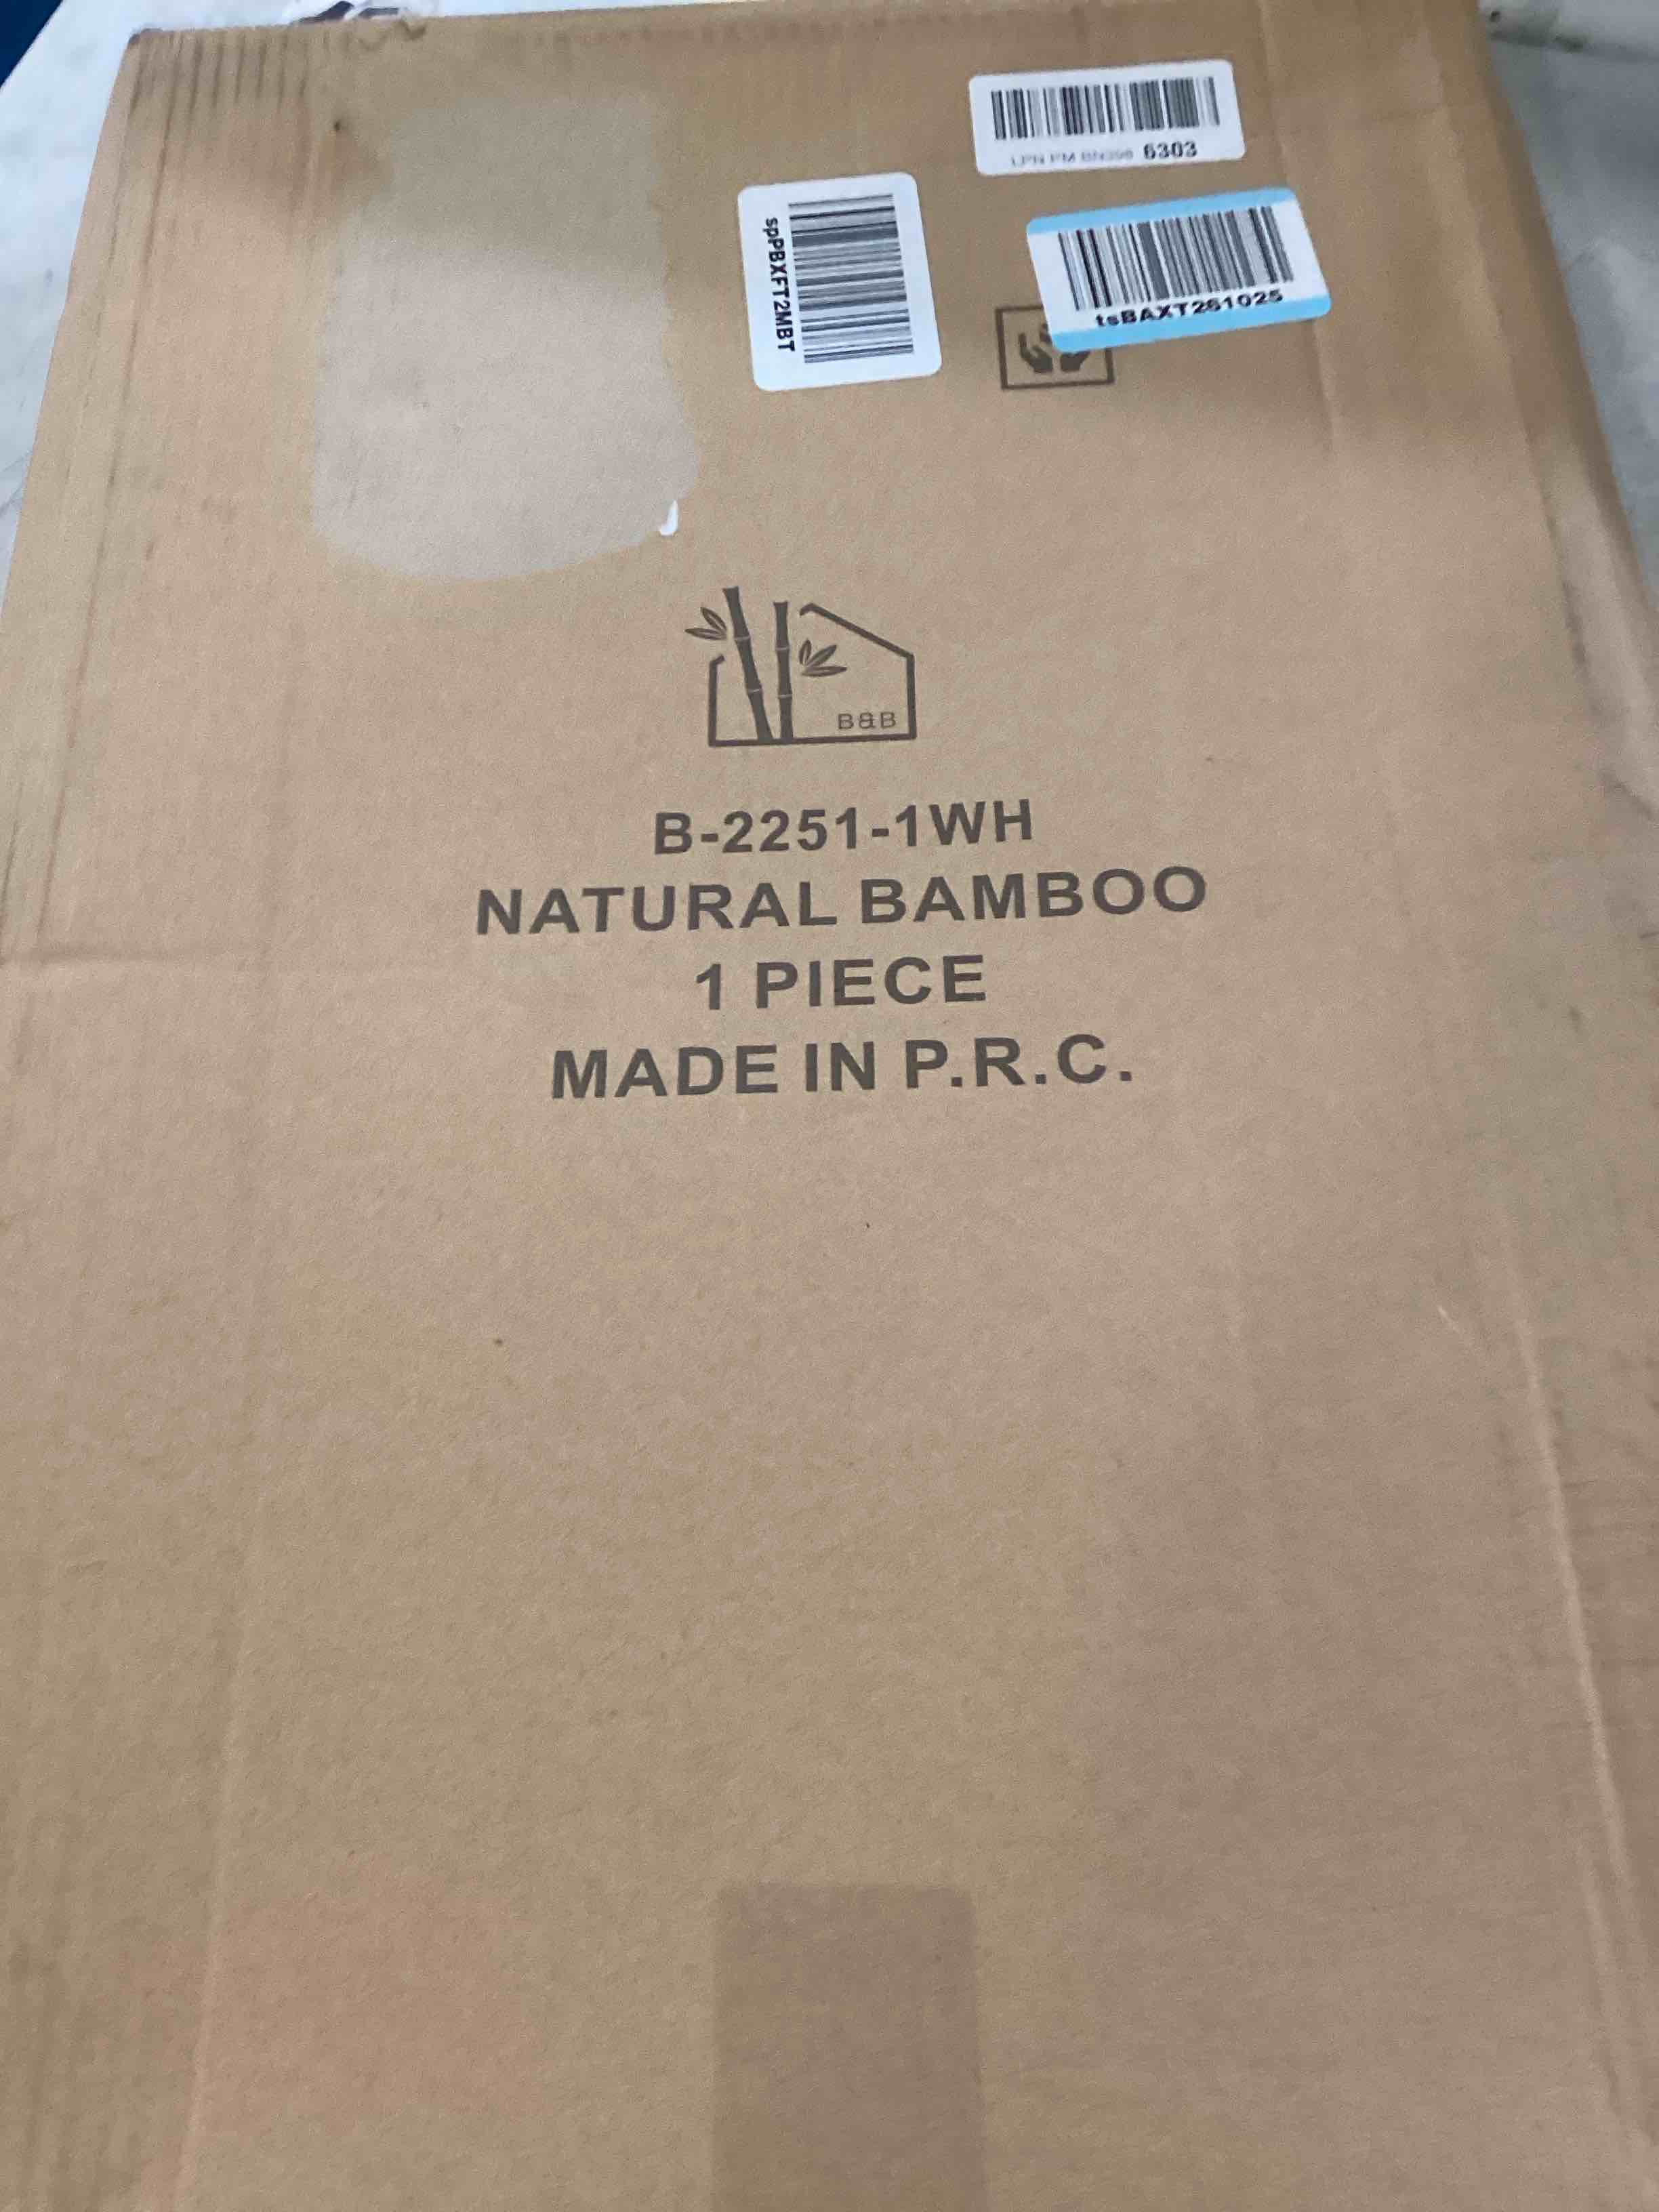 6303
spPBXFT2MBT
tsBAXT261025
B&B
B-2251-1WH
NATURAL BAMBOO
1 PIECE
MADE IN P.R.C.